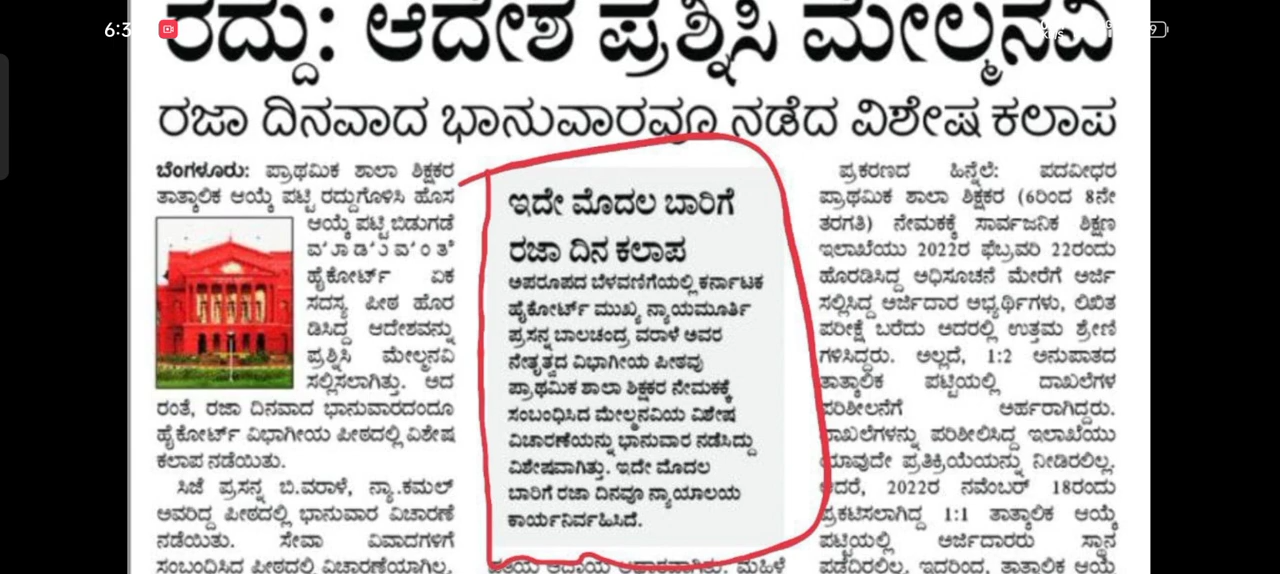 6:3
ರದ್ದು: ಆದೇಶ ಪ್ರಶ್ನಿಸಿ ಮೇಲ್ಮನವಿ
ರಜಾ ದಿನವಾದ ಭಾನುವಾರವೂ ನಡೆದ ವಿಶೇಷ ಕಲಾಪ
ಬೆಂಗಳೂರು: ಪ್ರಾಥಮಿಕ ಶಾಲಾ ಶಿಕ್ಷಕರ
ತಾತ್ಕಾಲಿಕ ಆಯ್ಕೆ ಪಟ್ಟಿ ರದ್ದುಗೊಳಿಸಿ ಹೊಸ
ಆಯ್ಕೆ ಪಟ್ಟಿ ಬಿಡುಗಡೆ
ಹೈಕೋರ್ಟ್ ಏಕ
ಸದಸ್ಯ ಪೀಠ ಹೊರ
ಡಿಸಿದ್ದ ಆದೇಶವನ್ನು
ಪ್ರಶ್ನಿಸಿ ಮೇಲ್ಮನವಿ
ಸಲ್ಲಿಸಲಾಗಿತ್ತು. ಅದ
ರಂತೆ, ರಜಾ ದಿನವಾದ ಭಾನುವಾರದಂದೂ
ಹೈಕೋರ್ಟ್ ವಿಭಾಗೀಯ ಪೀಠದಲ್ಲಿ ವಿಶೇಷ
ಕಲಾಪ ನಡೆಯಿತು.
ಸಿಜೆ ಪ್ರಸನ್ನ ಬಿ.ವರಾಳೆ, ನ್ಯಾ.ಕಮಲ್
ಅವರಿದ್ದ ಪೀಠದಲ್ಲಿ ಭಾನುವಾರ ವಿಚಾರಣೆ
ನಡೆಯಿತು. ಸೇವಾ ವಿವಾದಗಳಿಗೆ
ಸಂಬಂಧಿಸಿದ ಪೀಠದಲ್ಲಿ ವಿಚಾರಣೆಯಾಗಿಲ್ಲ.
ಇದೇ ಮೊದಲ ಬಾರಿಗೆ
ರಜಾ ದಿನ ಕಲಾಪ
ಅಪರೂಪದ ಬೆಳವಣಿಗೆಯಲ್ಲಿ ಕರ್ನಾಟಕ
ಹೈಕೋರ್ಟ್ ಮುಖ್ಯ ನ್ಯಾಯಮೂರ್ತಿ
ಪ್ರಸನ್ನ ಬಾಲಚಂದ್ರ ವರಾಳೆ ಅವರ
ನೇತೃತ್ವದ ವಿಭಾಗೀಯ ಪೀಠವು
ಪ್ರಾಥಮಿಕ ಶಾಲಾ ಶಿಕ್ಷಕರ ನೇಮಕಕ್ಕೆ
ಸಂಬಂಧಿಸಿದ ಮೇಲ್ಮನವಿಯ ವಿಶೇಷ
ವಿಚಾರಣೆಯನ್ನು ಭಾನುವಾರ ನಡೆಸಿದ್ದು
ವಿಶೇಷವಾಗಿತ್ತು. ಇದೇ ಮೊದಲ
ಬಾರಿಗೆ ರಜಾ ದಿನವೂ ನ್ಯಾಯಾಲಯ
ಕಾರ್ಯನಿರ್ವಹಿಸಿದೆ.
ಪ್ರಕರಣದ ಹಿನ್ನೆಲೆ: ಪದವೀಧರ
ಪ್ರಾಥಮಿಕ ಶಾಲಾ ಶಿಕ್ಷಕರ (6ರಿಂದ 8ನೇ
ತರಗತಿ) ನೇಮಕಕ್ಕೆ ಸಾರ್ವಜನಿಕ ಶಿಕ್ಷಣ
ಇಲಾಖೆಯು 2022ರ ಫೆಬ್ರವರಿ 22ರಂದು
ಹೊರಡಿಸಿದ್ದ ಅಧಿಸೂಚನೆ ಮೇರೆಗೆ ಅರ್ಜಿ
ಸಲ್ಲಿಸಿದ್ದ ಅರ್ಜಿದಾರ ಅಭ್ಯರ್ಥಿಗಳು, ಲಿಖಿತ
ಪರೀಕ್ಷೆ ಬರೆದು ಅದರಲ್ಲಿ ಉತ್ತಮ ಶ್ರೇಣಿ
ಗಳಿಸಿದ್ದರು. ಅಲ್ಲದೆ, 1:2 ಅನುಪಾತದ
ತಾತ್ಕಾಲಿಕ ಪಟ್ಟಿಯಲ್ಲಿ ದಾಖಲೆಗಳ
ಪರಿಶೀಲನೆಗೆ ಅರ್ಹರಾಗಿದ್ದರು.
ದಾಖಲೆಗಳನ್ನು ಪರಿಶೀಲಿಸಿದ್ದ ಇಲಾಖೆಯು
ಯಾವುದೇ ಪ್ರತಿಕ್ರಿಯೆಯನ್ನು ನೀಡಿರಲಿಲ್ಲ.
ಆದರೆ, 2022ರ ನವೆಂಬರ್ 18ರಂದು
ಪ್ರಕಟಿಸಲಾಗಿದ್ದ 1:1 ತಾತ್ಕಾಲಿಕ ಆಯ್ಕೆ
ಪಟ್ಟಿಯಲ್ಲಿ ಅರ್ಜಿದಾರರು ಸ್ಥಾನ
ಪಡೆದಿರಲಿಲ್ಲ. ಇದರಿಂದ, ತಾತ್ಕಾಲಿಕ ಆಯ್ಕೆ